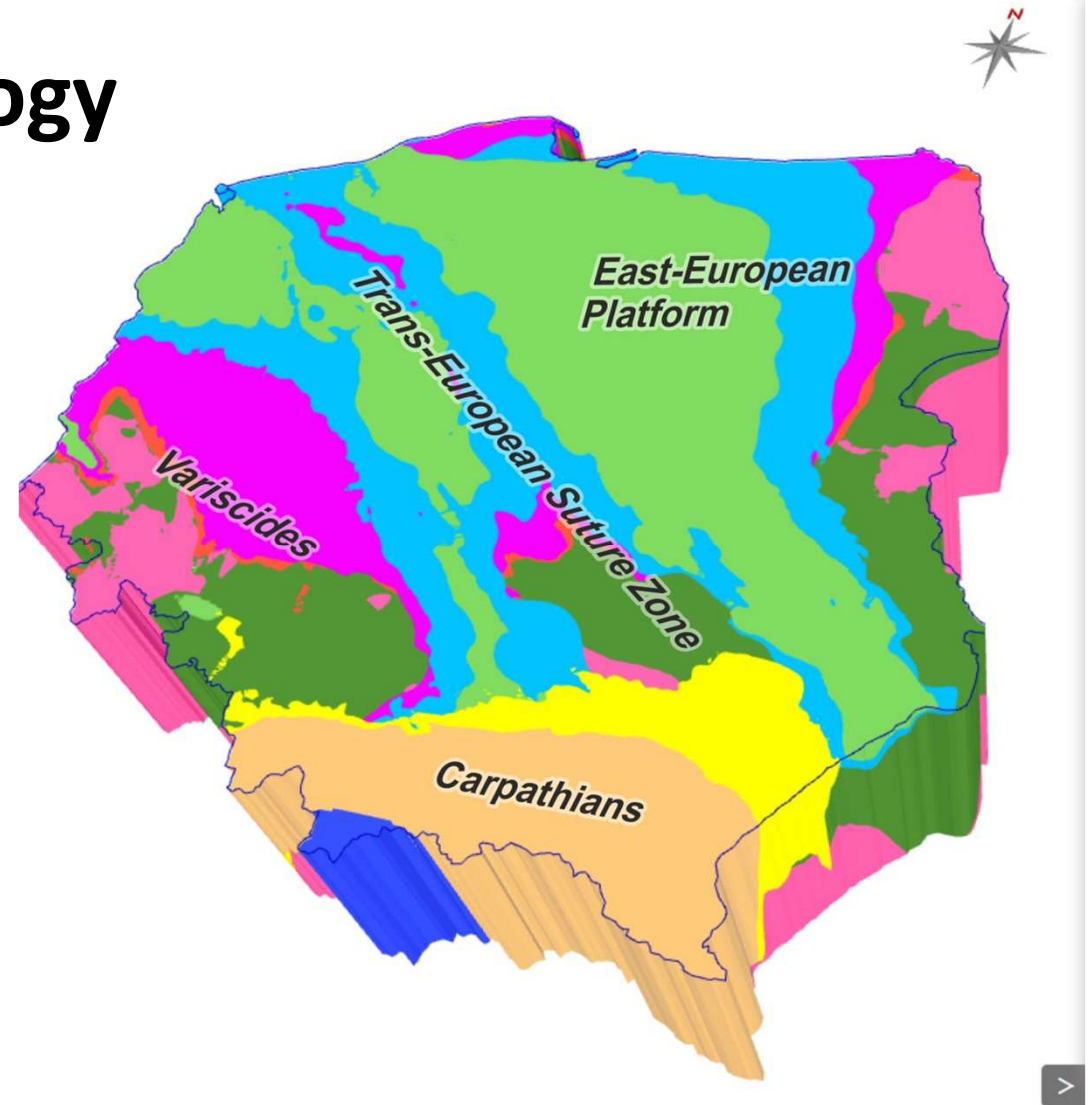 N
ogy
East-European
Platform
Trans-European Suture Zone
Variscides
Carpathians
>